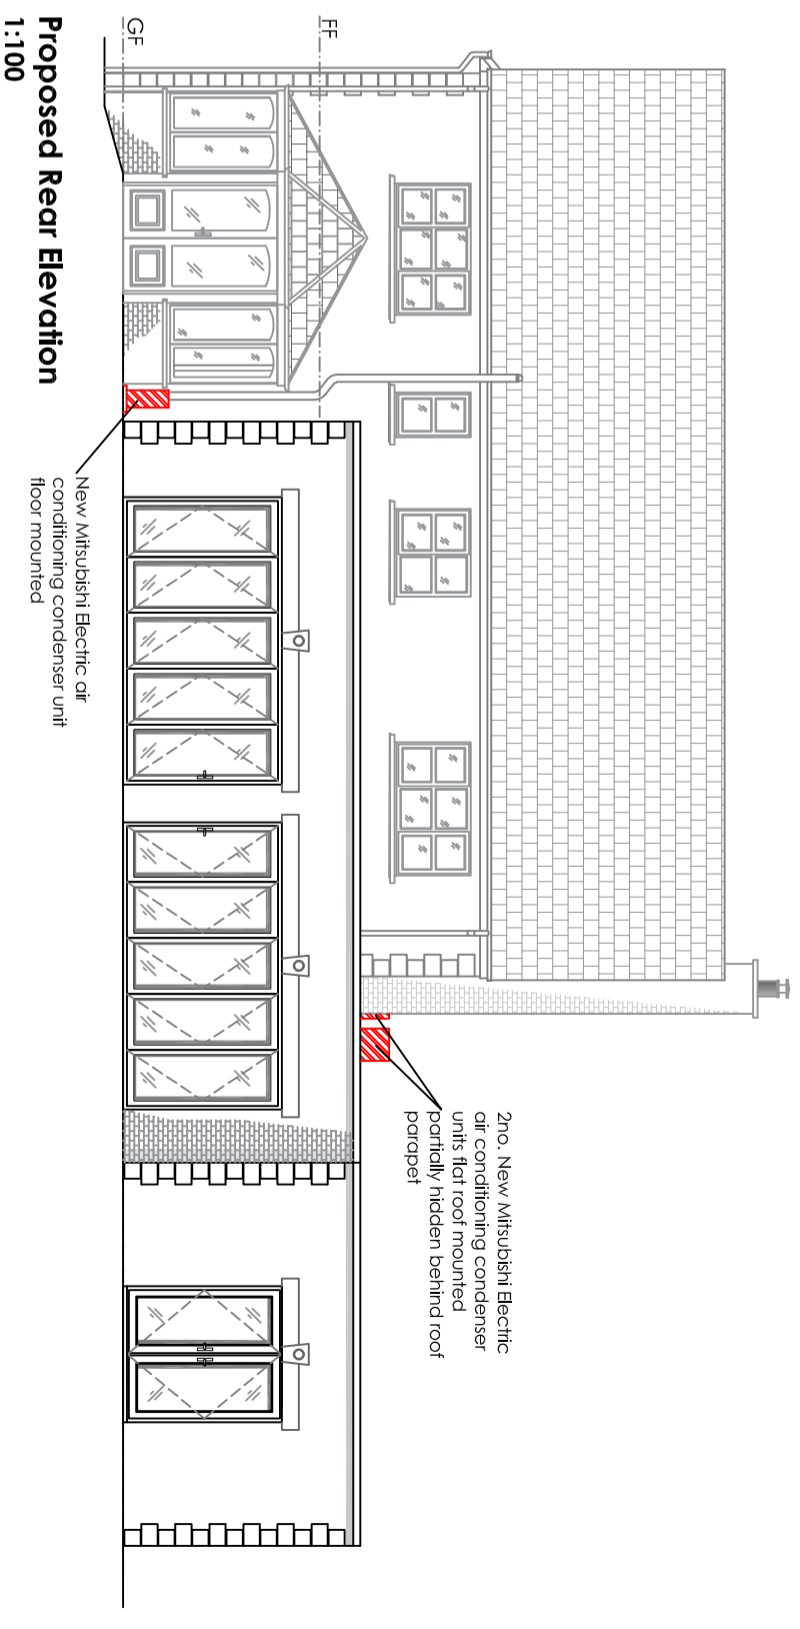 FF
GF
2no. New Mitsubishi Electric
air conditioning condenser
units flat roof mounted
partially hidden behind roof
parapet
New Mitsubishi Electric air
conditioning condenser unit
floor mounted
Proposed Rear Elevation
1:100